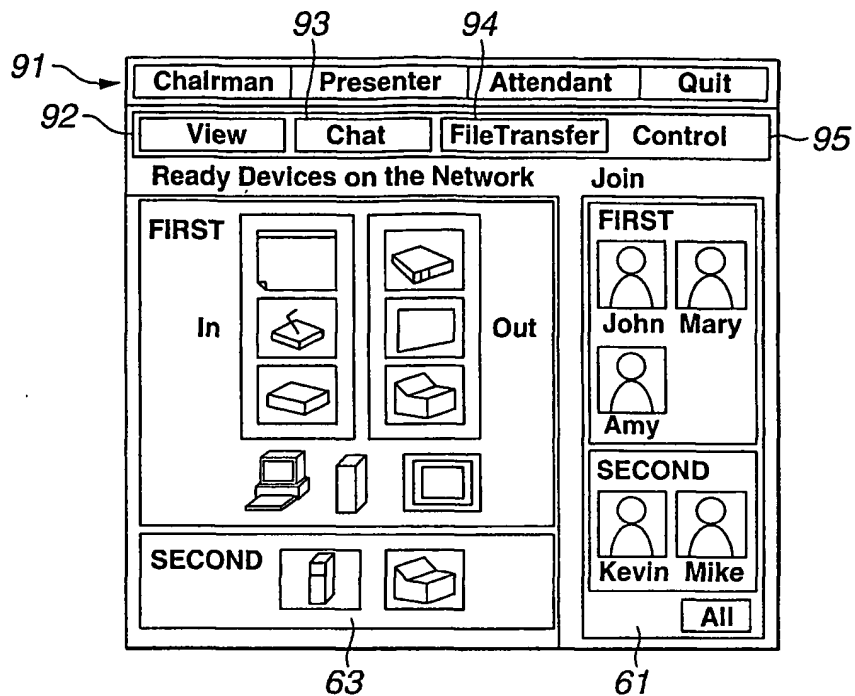 93 94
91 Chairman Presenter Attendant Quit
92 View Chat FileTransfer Control 95
Ready Devices on the Network Join
FIRST
In Out
SECOND
FIRST
John Mary
Amy
SECOND
Kevin Mike
All
63 61